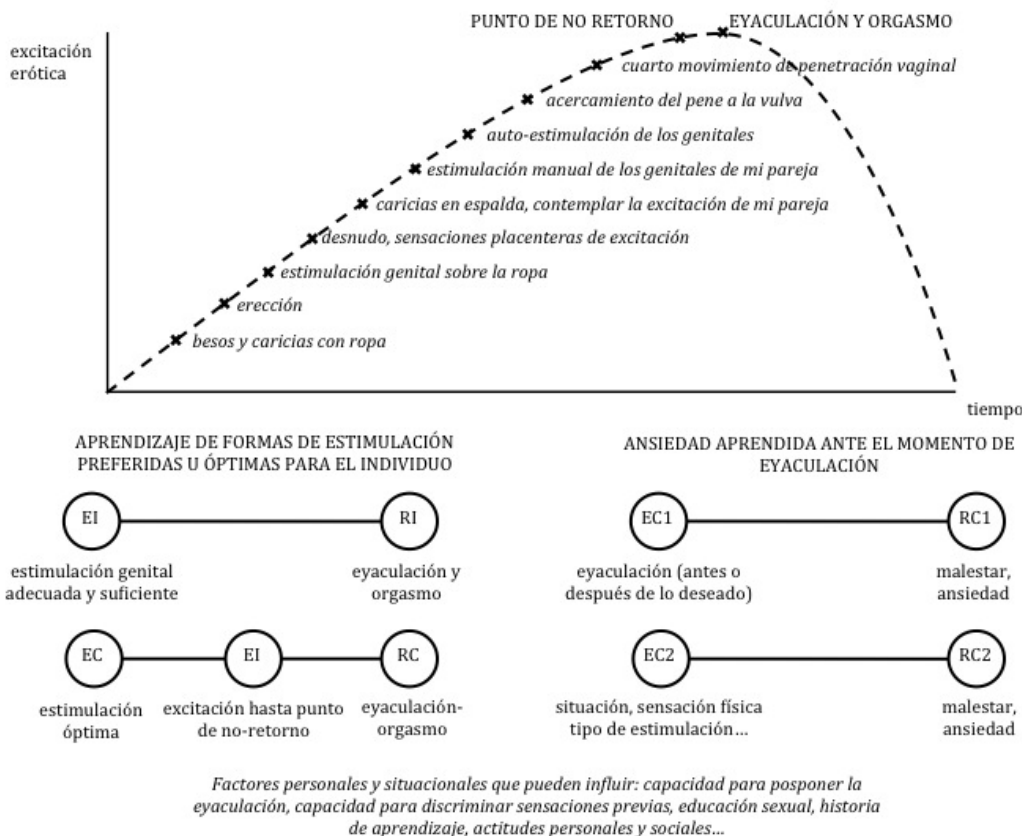 PUNTO DE NO RETORNO
EYACULACIÓN Y ORGASMO
excitación
erótica
cuarto movimiento de penetración vaginal
acercamiento del pene a la vulva
auto-estimulación de los genitales
estimulación manual de los genitales de mi pareja
caricias en espalda, contemplar la excitación de mi pareja
desnudo, sensaciones placenteras de excitación
estimulación genital sobre la ropa
erección
besos y caricias con ropa
tiempo
APRENDIZAJE DE FORMAS DE ESTIMULACIÓN
PREFERIDAS U ÓPTIMAS PARA EL INDIVIDUO
EI
RI
estimulación genital
adecuada y suficiente
eyaculación y
orgasmo
EC
EI
RC
estimulación
óptima
excitación hasta punto
de no-retorno
eyaculación-
orgasmo
ANSIEDAD APRENDIDA ANTE EL MOMENTO DE
EYACULACIÓN
EC1
RC1
eyaculación (antes o
después de lo deseado)
malestar,
ansiedad
EC2
RC2
situación, sensación física
tipo de estimulación...
malestar,
ansiedad
Factores personales y situacionales que pueden influir: capacidad para posponer la
eyaculación, capacidad para discriminar sensaciones previas, educación sexual, historia
de aprendizaje, actitudes personales y sociales...